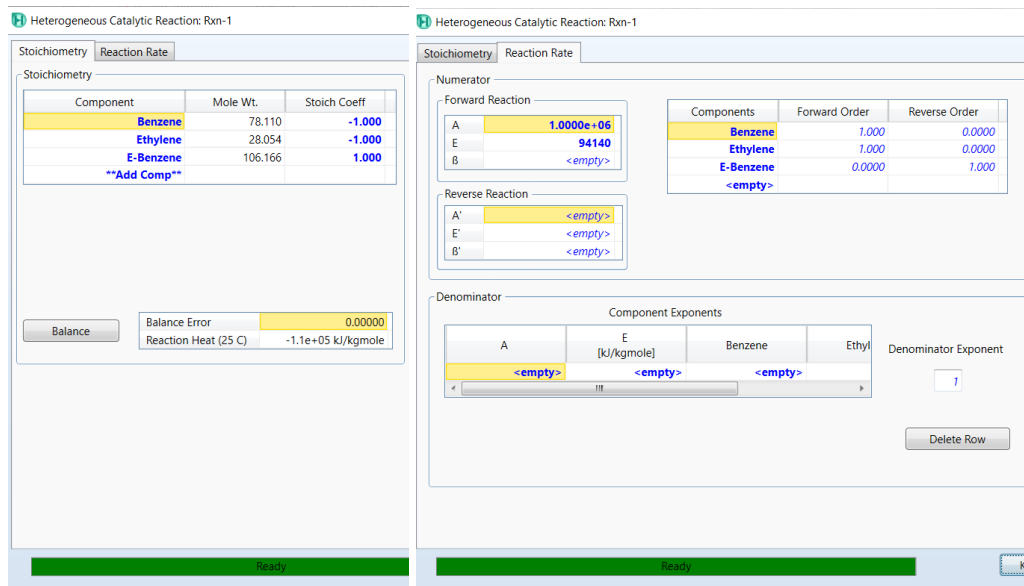 Heterogeneous Catalytic Reaction: Rxn-1
Stoichiometry Reaction Rate
Stoichiometry
Component Mole Wt. Stoich Coeff
Benzene 78.110 -1.000
Ethylene 28.054 -1.000
E-Benzene 106.166 1.000
**Add Comp**
Balance
Balance Error 0.00000
Reaction Heat (25 C) -1.1e+05 kJ/kgmole
Ready
Heterogeneous Catalytic Reaction: Rxn-1
Stoichiometry Reaction Rate
Numerator
Forward Reaction
A 1.0000e+06
E 94140
ß <empty>
Reverse Reaction
A' <empty>
E' <empty>
ß' <empty>
Components Forward Order Reverse Order
Benzene 1.000 0.0000
Ethylene 1.000 0.0000
E-Benzene 0.0000 1.000
<empty>
Denominator
Component Exponents
A E Benzene Ethyl
[kJ/kgmole]
<empty> <empty> <empty>
Denominator Exponent
1
Delete Row
Ready